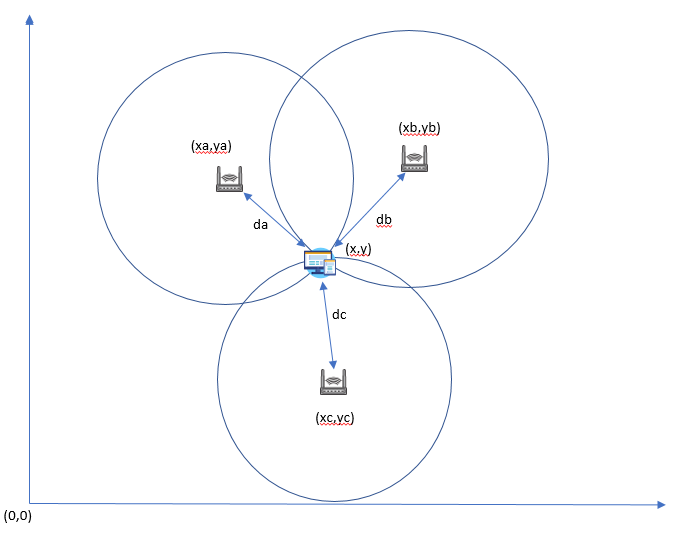 (xb,yb)
(xa,ya)
da
db
(x,y)
dc
(xc,yc)
(0,0)